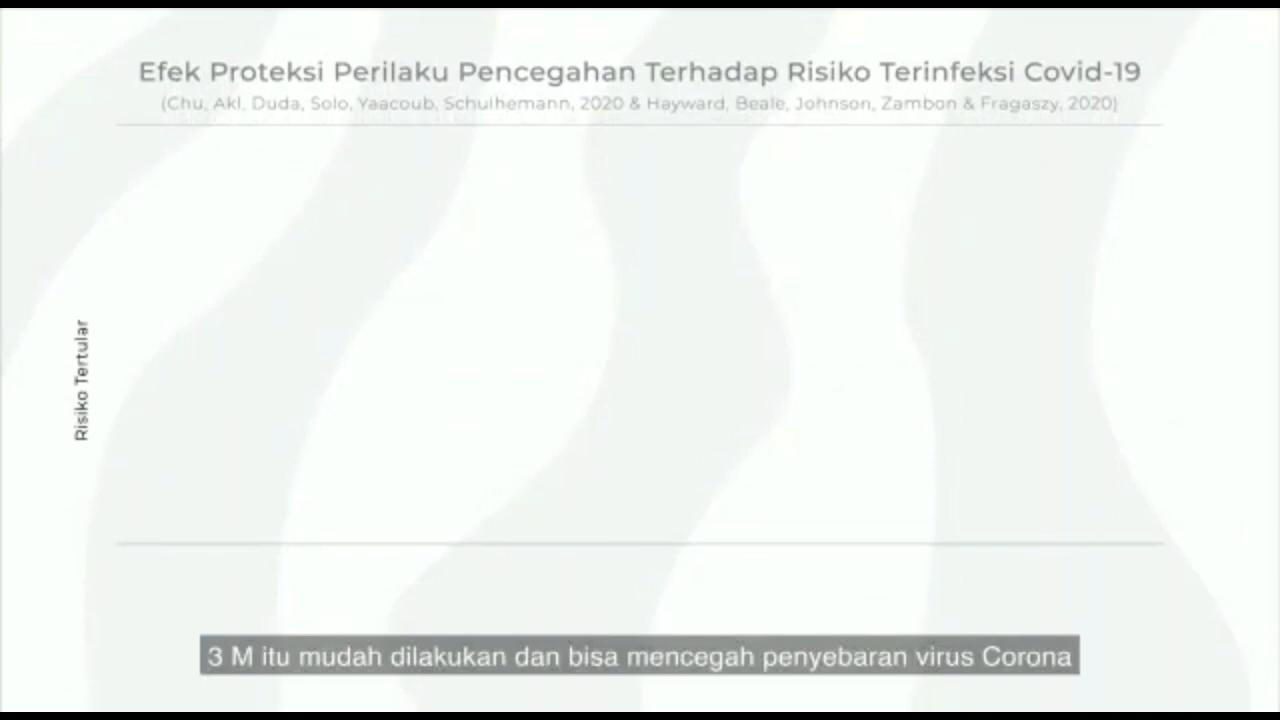 Efek Proteksi Perilaku Pencegahan Terhadap Risiko Terinfeksi Covid-19
(Chu, Akl, Duda, Solo, Yaacoub, Schulhemann, 2020 & Hayward, Beale, Johnson, Zambon & Fragaszy, 2020)
Risiko Tertular
3 M itu mudah dilakukan dan bisa mencegah penyebaran virus Corona